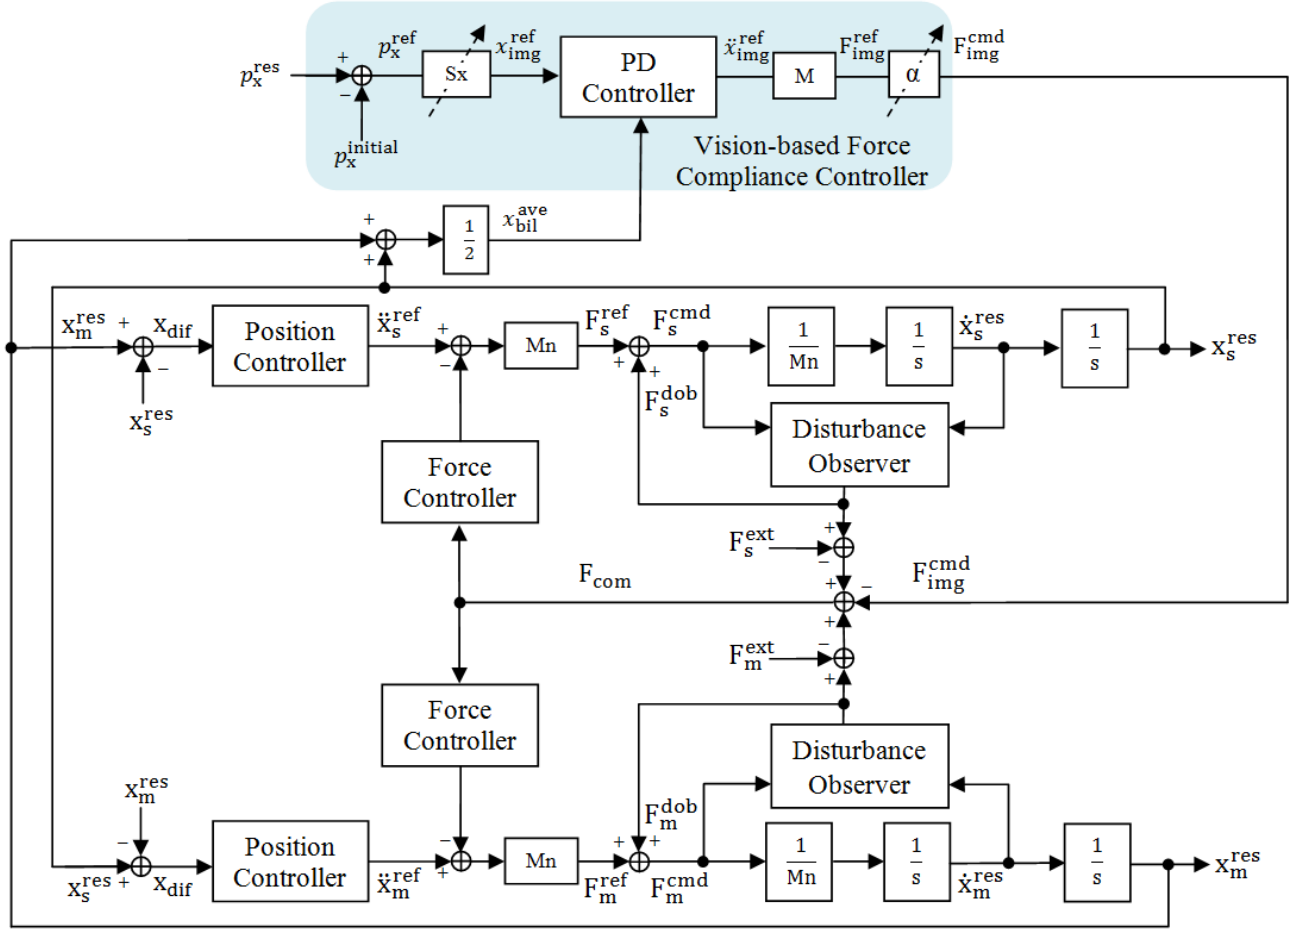 p_x^res
+
−
p_x^ref
p_x^initial
Sx
x_img^ref
PD
Controller
ẍ_img^ref
M
F_img^ref
α
F_img^cmd
Vision-based Force
Compliance Controller
+
+
1/2
x_bil^ave
x_m^res
+
−
x_s^res
x_dif
Position
Controller
ẍ_s^ref
+
−
Mn
F_s^ref
+
+
F_s^cmd
F_s^dob
1/Mn
1/s
ẋ_s^res
1/s
x_s^res
Disturbance
Observer
Force
Controller
F_s^ext
+
−
F_com
+
−
+
F_img^cmd
F_m^ext
−
+
Force
Controller
Disturbance
Observer
x_m^res
−
x_s^res
+
x_dif
Position
Controller
ẍ_m^ref
−
+
Mn
F_m^ref
+
+
F_m^dob
F_m^cmd
1/Mn
1/s
ẋ_m^res
1/s
x_m^res